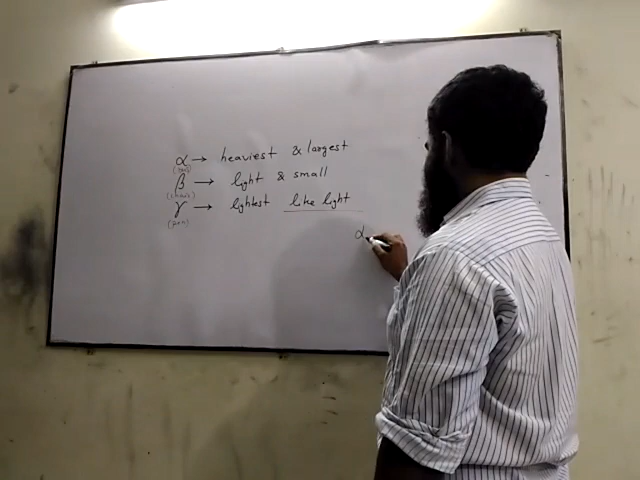 α → heaviest & largest
β → light & small
γ → lightest like light
α